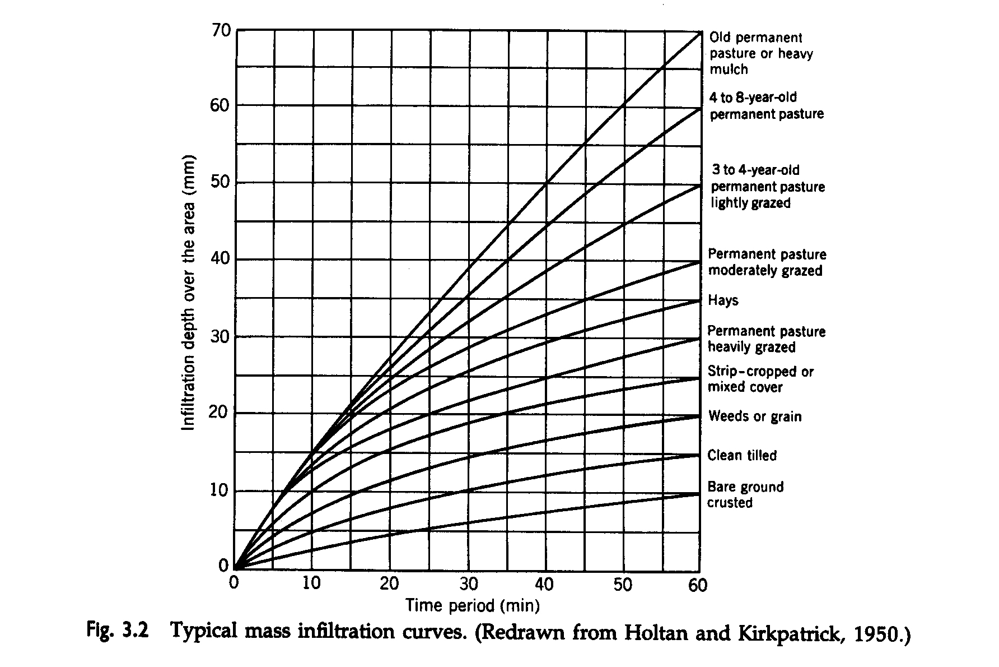 70
60
50
40
30
20
10
0
Infiltration depth over the area (mm)
Old permanent
pasture or heavy
mulch
4 to 8-year-old
permanent pasture
3 to 4-year-old
permanent pasture
lightly grazed
Permanent pasture
moderately grazed
Hays
Permanent pasture
heavily grazed
Strip-cropped or
mixed cover
Weeds or grain
Clean tilled
Bare ground
crusted
0 10 20 30 40 50 60
Time period (min)
Fig. 3.2 Typical mass infiltration curves. (Redrawn from Holtan and Kirkpatrick, 1950.)